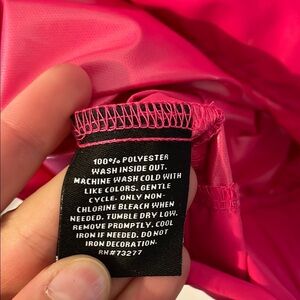 100% POLYESTER
WASH INSIDE OUT.
MACHINE WASH COLD WITH
LIKE COLORS. GENTLE
CYCLE. ONLY NON-
CHLORINE BLEACH WHEN
NEEDED. TUMBLE DRY LOW.
REMOVE PROMPTLY. COOL
IRON IF NEEDED. DO NOT
IRON DECORATION.
RN#73277